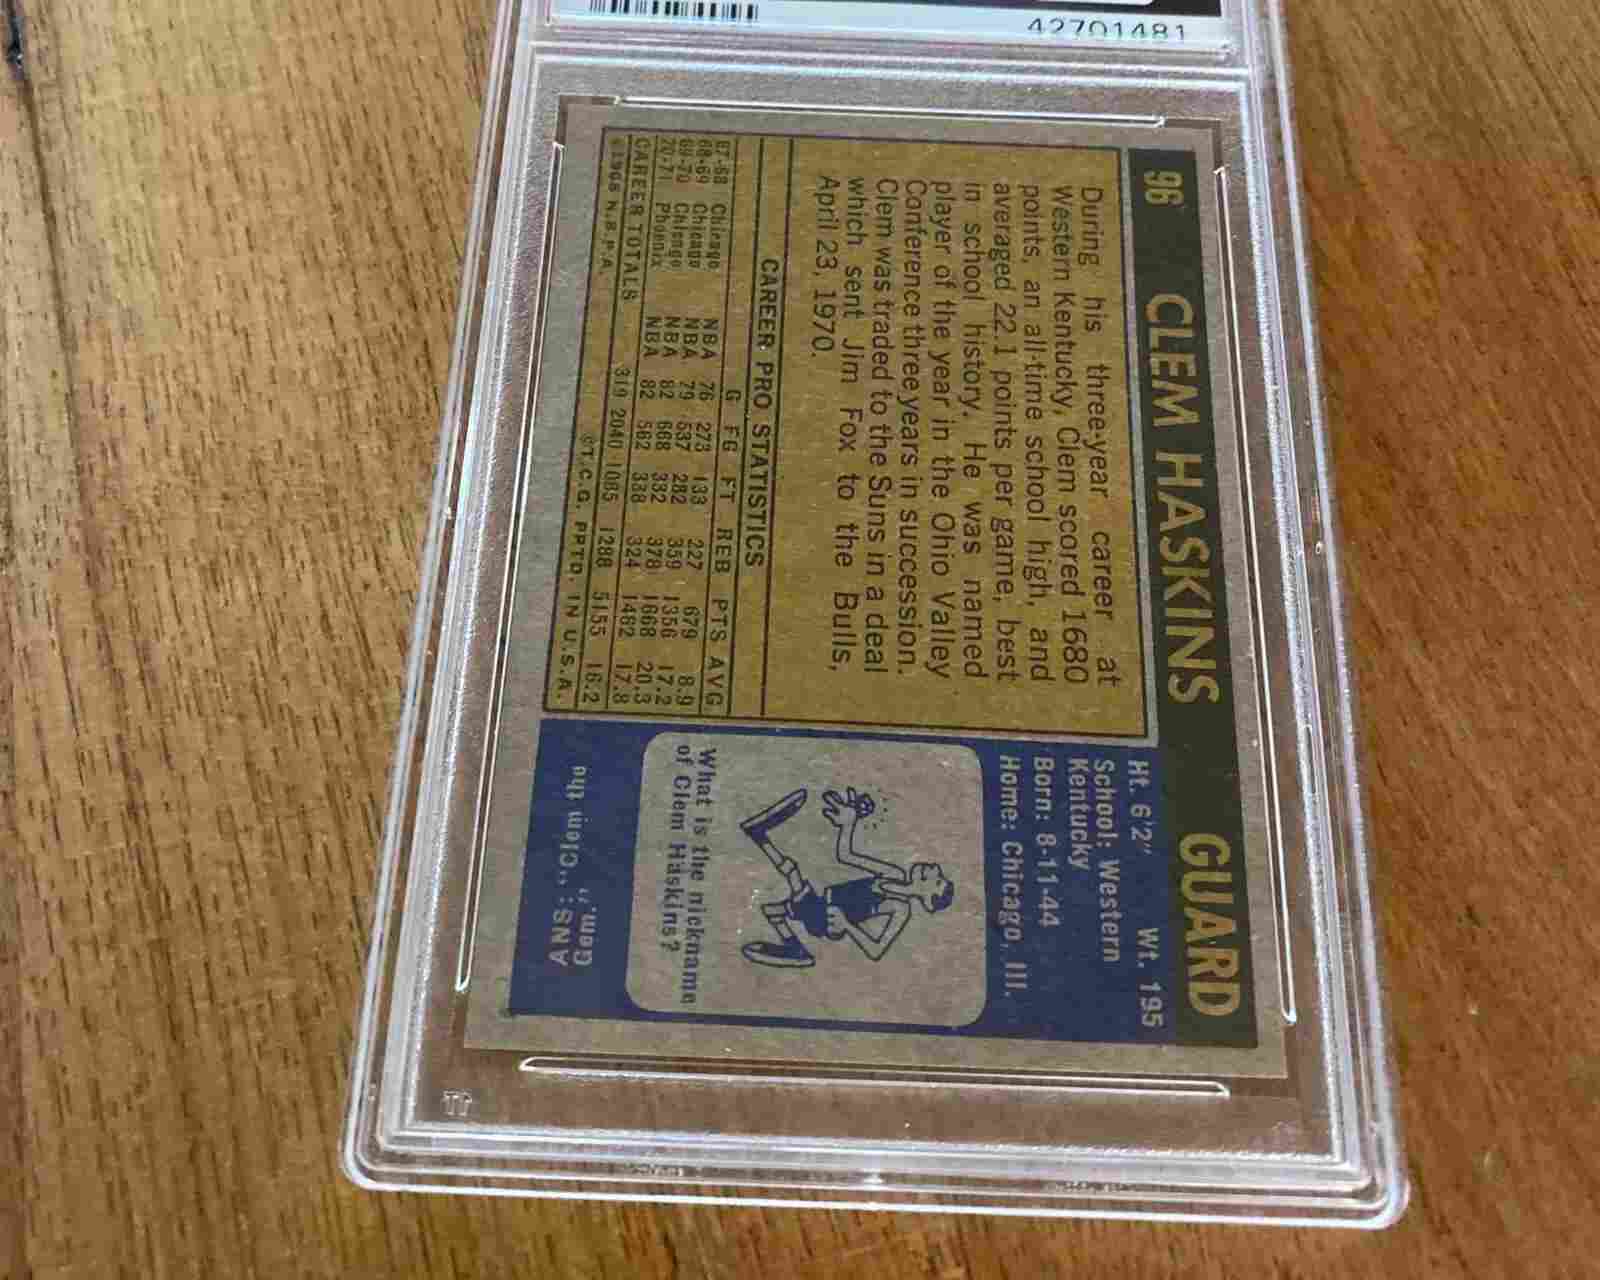 42701481
96 CLEM HASKINS GUARD
During his three-year career at
Western Kentucky, Clem scored 1680
points, an all-time school high, and
averaged 22.1 points per game, best
in school history. He was named
player of the year in the Ohio Valley
Conference three years in succession.
Clem was traded to the Suns in a deal
which sent Jim Fox to the Bulls,
April 23, 1970.
CAREER PRO STATISTICS
G FG FT REB PTS AVG.
67-68 Chicago NBA 76 273 133 227 679 8.9
68-69 Chicago NBA 79 537 282 359 1356 17.2
69-70 Chicago NBA 82 668 332 378 1668 20.3
70-71 Phoenix NBA 82 562 338 324 1462 17.8
CAREER TOTALS 319 2040 1085 1288 5155 16.2
©1968 N.B.P.A. ©T.C.G. PRTD. IN U.S.A.
Ht. 6'2" Wt. 195
School: Western
Kentucky
Born: 8-11-44
Home: Chicago, Ill.
What is the nickname
of Clem Haskins?
ANS: "Clem the
Gem."